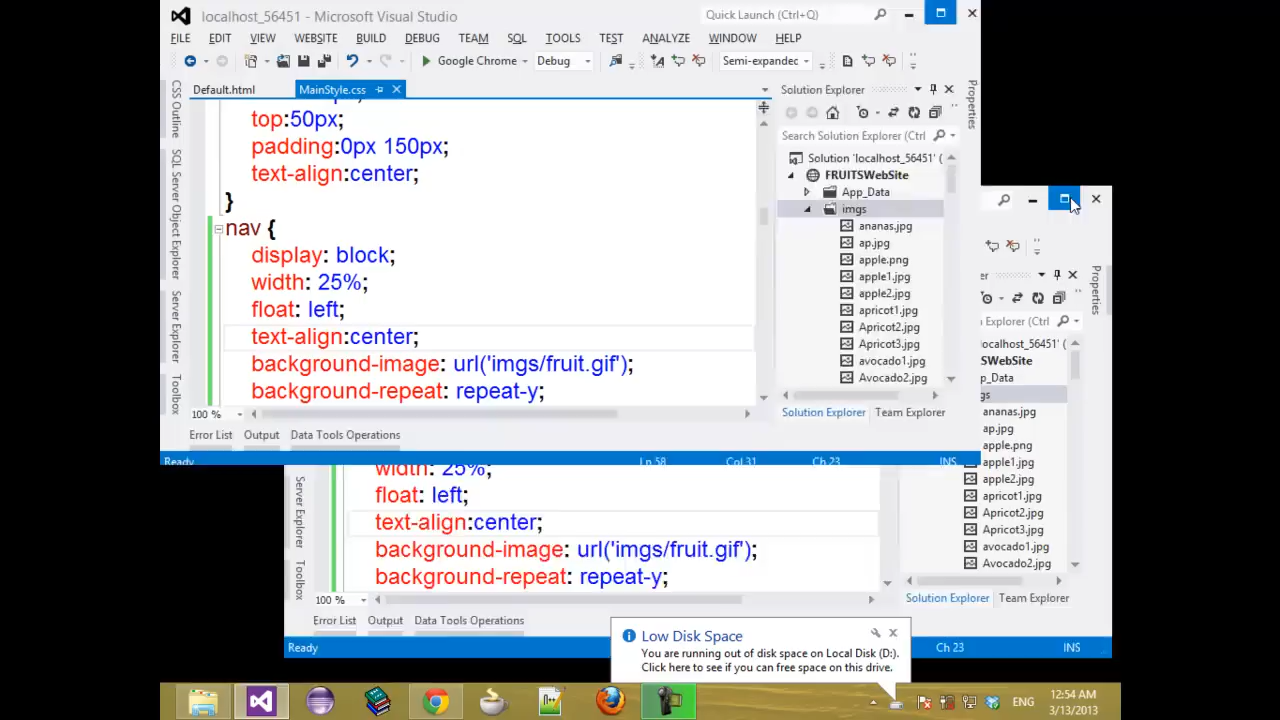 localhost_56451 - Microsoft Visual Studio
Quick Launch (Ctrl+Q)
FILE EDIT VIEW WEBSITE BUILD DEBUG TEAM SQL TOOLS TEST ANALYZE WINDOW HELP
Google Chrome Debug Semi-expandec
Default.html MainStyle.css
top:50px;
padding:0px 150px;
text-align:center;
}
nav {
display: block;
width: 25%;
float: left;
text-align:center;
background-image: url('imgs/fruit.gif');
background-repeat: repeat-y;
100 %
CSS Outline
SQL Server Object Explorer
Server Explorer
Toolbox
Solution Explorer
Search Solution Explorer (Ctrl
Solution 'localhost_56451' (
FRUITSWebSite
App_Data
imgs
ananas.jpg
ap.jpg
apple.png
apple1.jpg
apple2.jpg
apricot1.jpg
Apricot2.jpg
Apricot3.jpg
avocado1.jpg
Avocado2.jpg
Solution Explorer Team Explorer
Properties
Error List Output Data Tools Operations
Ready Ln 58 Col 31 Ch 23 INS
width: 25%;
float: left;
text-align:center;
background-image: url('imgs/fruit.gif');
background-repeat: repeat-y;
100 %
Server Explorer
Toolbox
er
Explorer (Ctrl
ocalhost_56451' (
SWebSite
p_Data
gs
ananas.jpg
ap.jpg
apple.png
apple1.jpg
apple2.jpg
apricot1.jpg
Apricot2.jpg
Apricot3.jpg
avocado1.jpg
Avocado2.jpg
Solution Explorer Team Explorer
Properties
Error List Output Data Tools Operations
Ready Ch 23 INS
Low Disk Space
You are running out of disk space on Local Disk (D:).
Click here to see if you can free space on this drive.
ENG
12:54 AM
3/13/2013